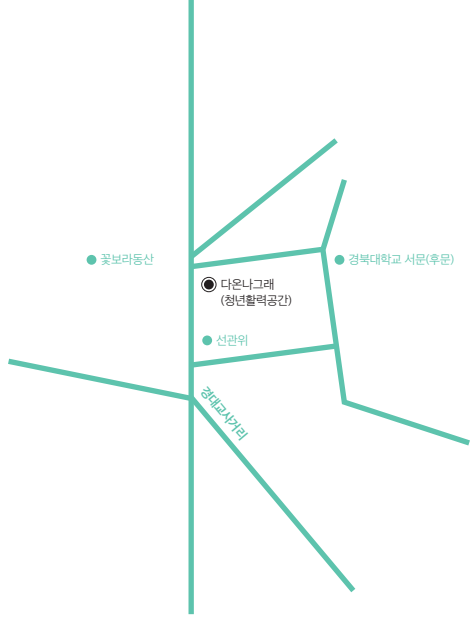 꽃보라동산
경북대학교 서문(후문)
다온나그래
(청년활력공간)
선관위
경대교사거리